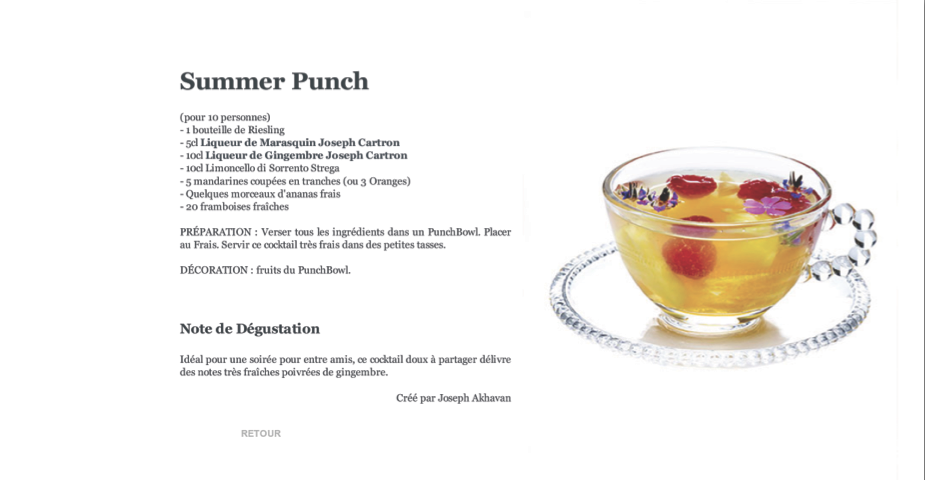 Summer Punch
(pour 10 personnes)
- 1 bouteille de Riesling
- 5cl Liqueur de Marasquin Joseph Cartron
- 10cl Liqueur de Gingembre Joseph Cartron
- 10cl Limoncello di Sorrento Strega
- 5 mandarines coupées en tranches (ou 3 Oranges)
- Quelques morceaux d'ananas frais
- 20 framboises fraîches
PRÉPARATION : Verser tous les ingrédients dans un PunchBowl. Placer
au Frais. Servir ce cocktail très frais dans des petites tasses.
DÉCORATION : fruits du PunchBowl.
Note de Dégustation
Idéal pour une soirée pour entre amis, ce cocktail doux à partager délivre
des notes très fraîches poivrées de gingembre.
Créé par Joseph Akhavan
RETOUR